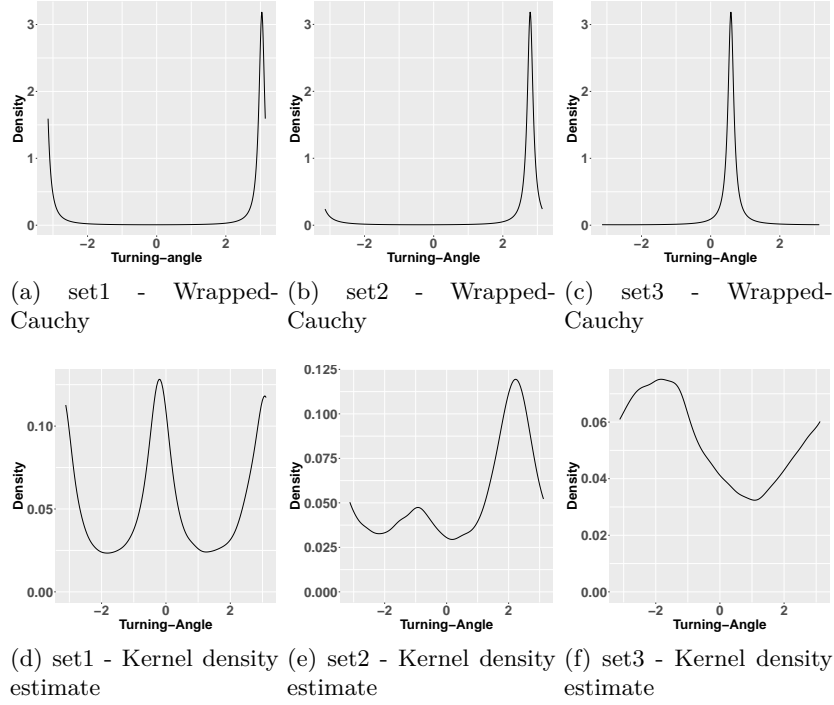 3
2
1
0
Density
−2 0 2
Turning−angle
(a) set1 - Wrapped-
Cauchy
3
2
1
0
Density
−2 0 2
Turning−Angle
(b) set2 - Wrapped-
Cauchy
3
2
1
0
Density
−2 0 2
Turning−Angle
(c) set3 - Wrapped-
Cauchy
0.10
0.05
0.00
Density
−2 0 2
Turning−Angle
(d) set1 - Kernel density
estimate
0.125
0.100
0.075
0.050
0.025
0.000
Density
−2 0 2
Turning−Angle
(e) set2 - Kernel density
estimate
0.06
0.04
0.02
0.00
Density
−2 0 2
Turning−Angle
(f) set3 - Kernel density
estimate